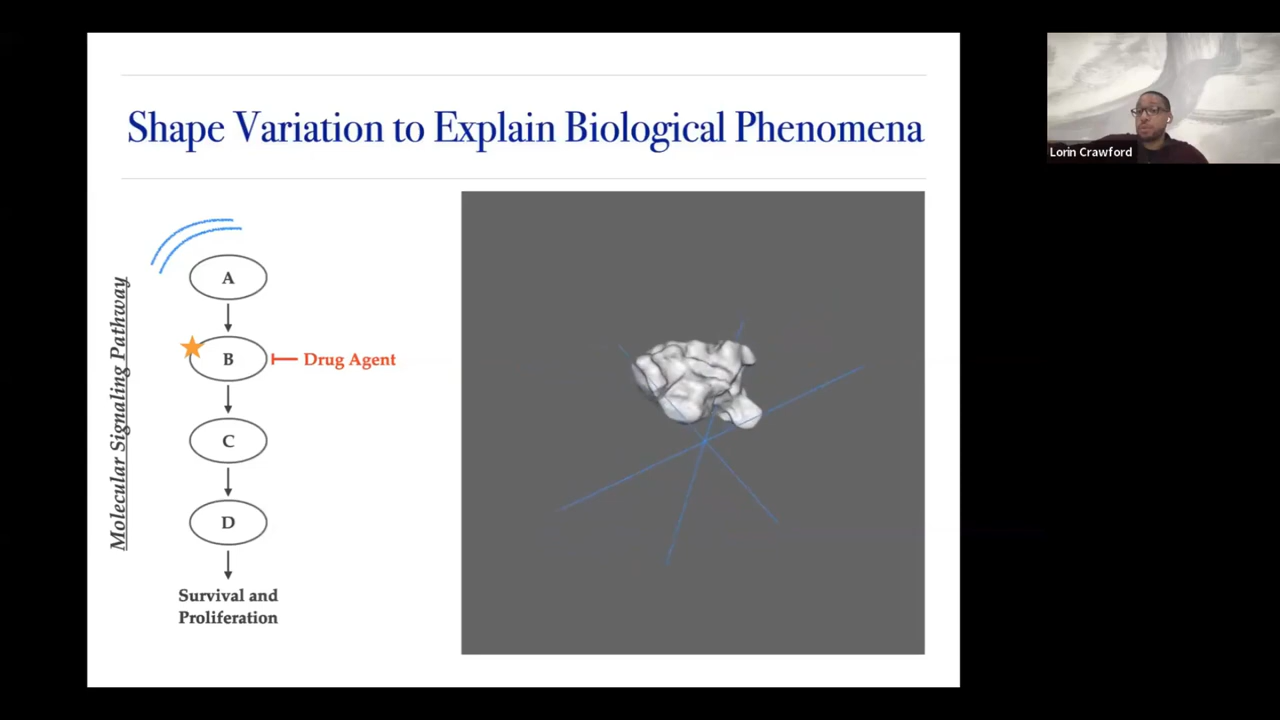 Shape Variation to Explain Biological Phenomena
Lorin Crawford
Molecular Signaling Pathway
A
B
Drug Agent
C
D
Survival and
Proliferation